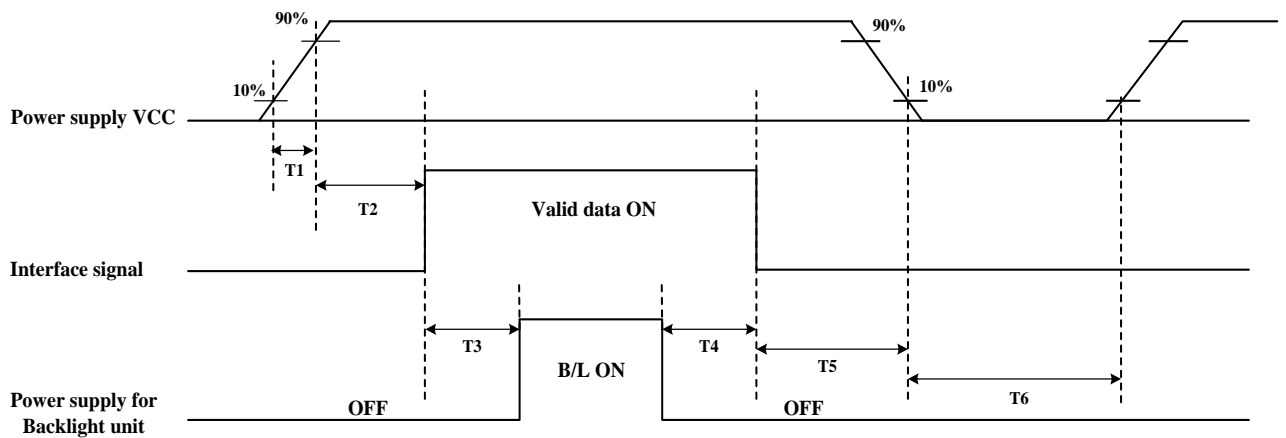 90%
90%
10%
10%
Power supply VCC
T1
T2
Valid data ON
Interface signal
T3
T4
T5
B/L ON
T6
Power supply for
Backlight unit
OFF
OFF